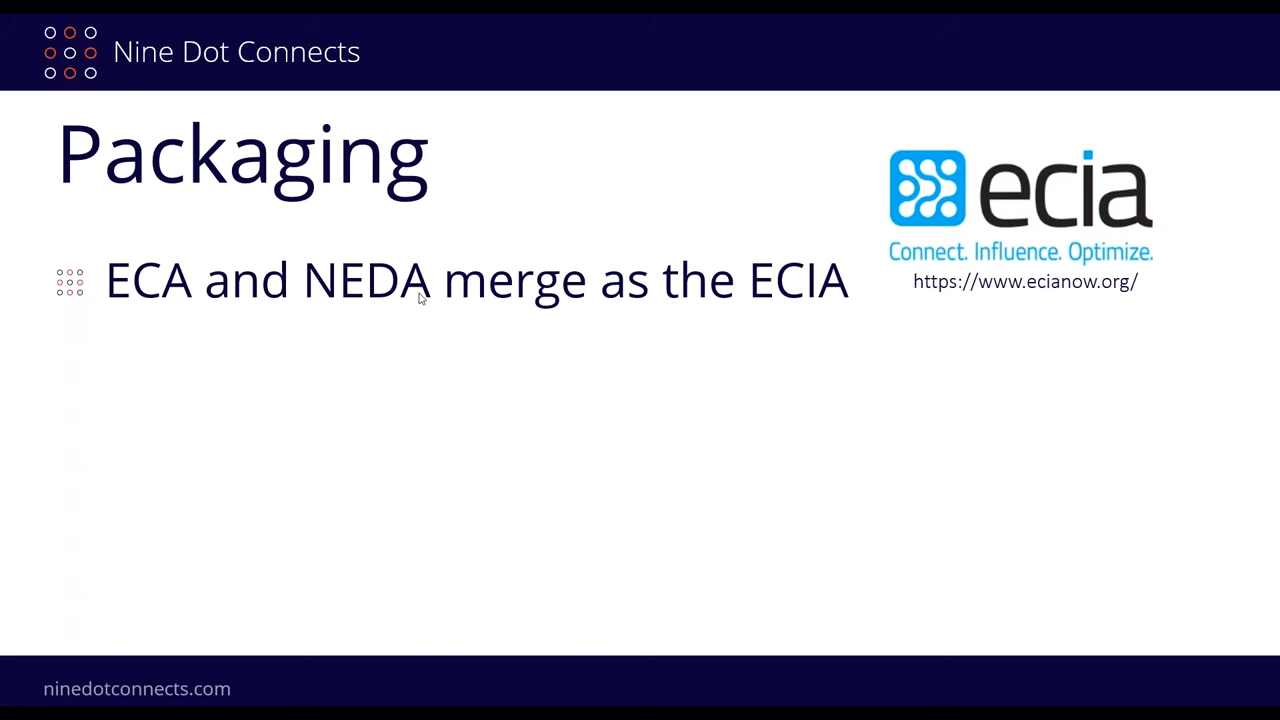 Nine Dot Connects
Packaging
ecia
Connect. Influence. Optimize.
https://www.ecianow.org/
ECA and NEDA merge as the ECIA
ninedotconnects.com